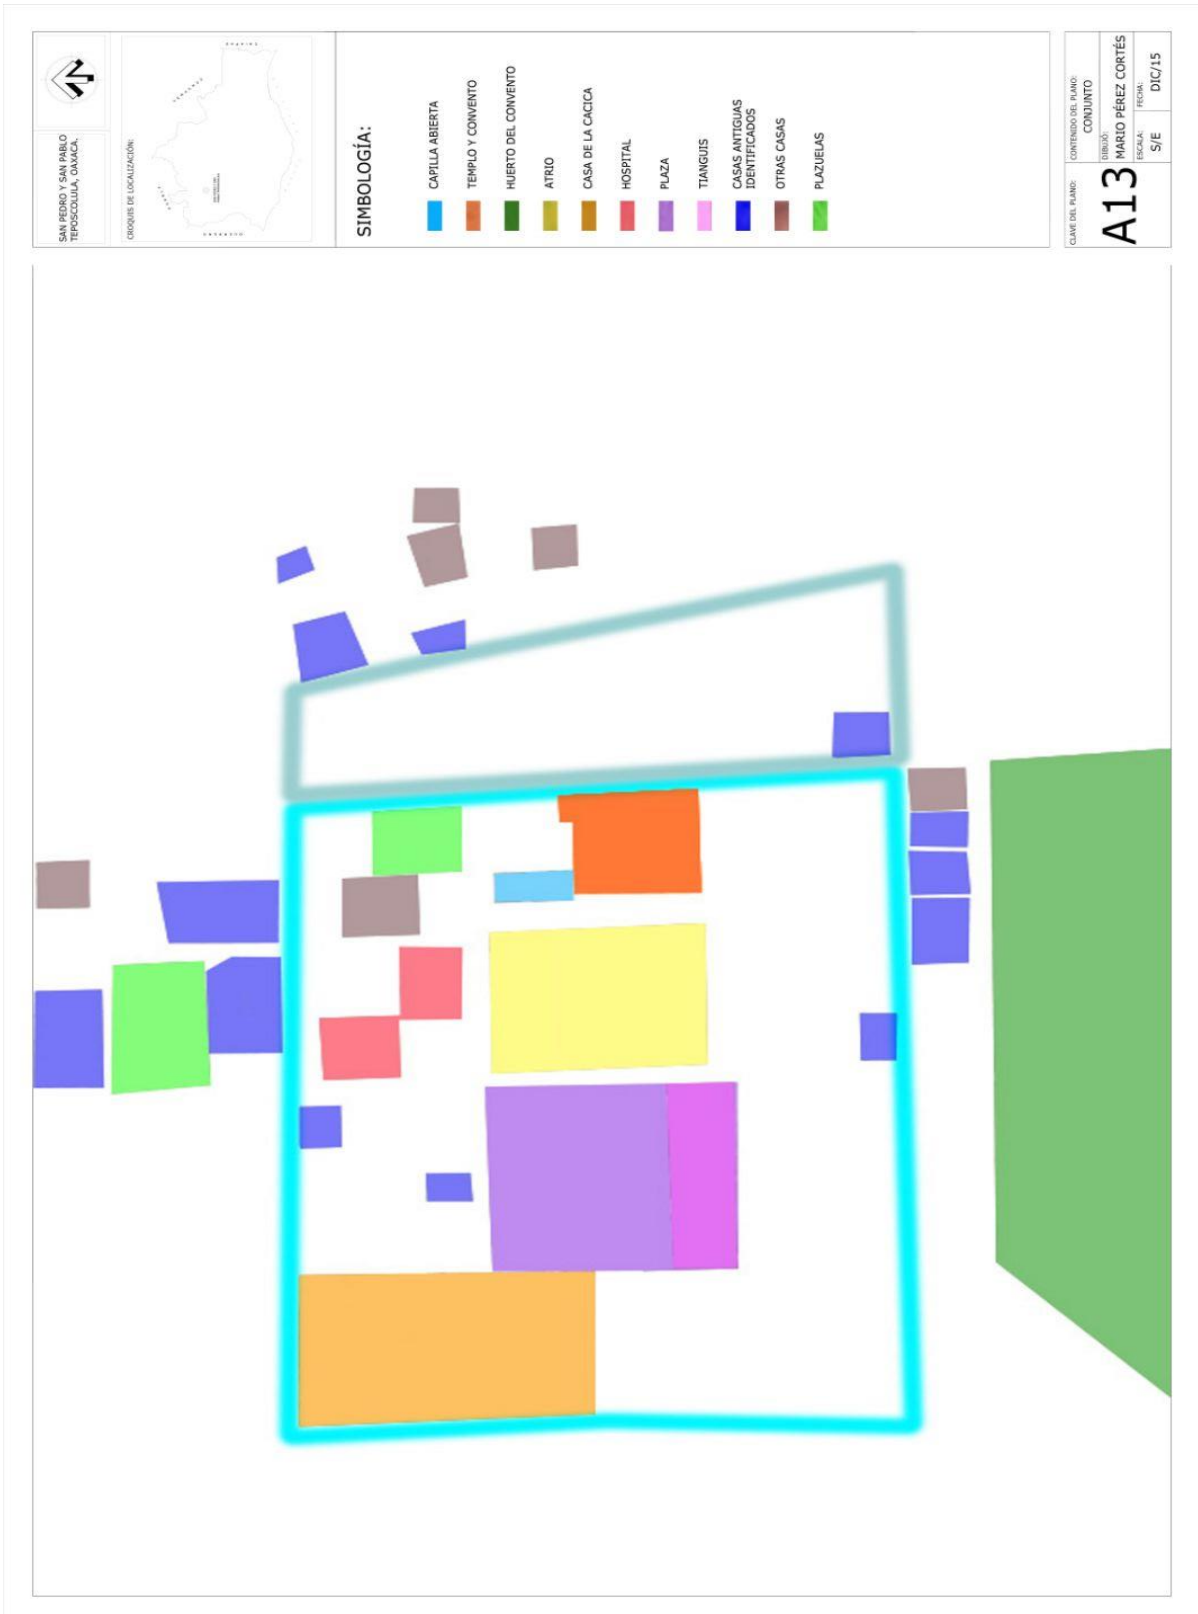 SAN PEDRO Y SAN PABLO
TEPOSCOLULA, OAXACA.
CROQUIS DE LOCALIZACIÓN:
SIMBOLOGÍA:
CAPILLA ABIERTA
TEMPLO Y CONVENTO
HUERTO DEL CONVENTO
ATRIO
CASA DE LA CACICA
HOSPITAL
PLAZA
TIANGUIS
CASAS ANTIGUAS
IDENTIFICADOS
OTRAS CASAS
PLAZUELAS
CLAVE DEL PLANO:
A13
CONTENIDO DEL PLANO:
CONJUNTO
DIBUJÓ:
MARIO PÉREZ CORTÉS
ESCALA:
S/E
FECHA:
DIC/15